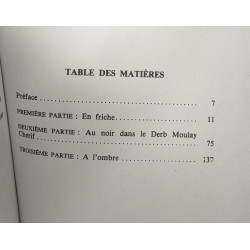 TABLE DES MATIÈRES
Préface 7
PREMIÈRE PARTIE : En friche. 11
DEUXIÈME PARTIE : Au noir dans le Derb Moulay
Cherif 75
TROISIÈME PARTIE : A l'ombre 137